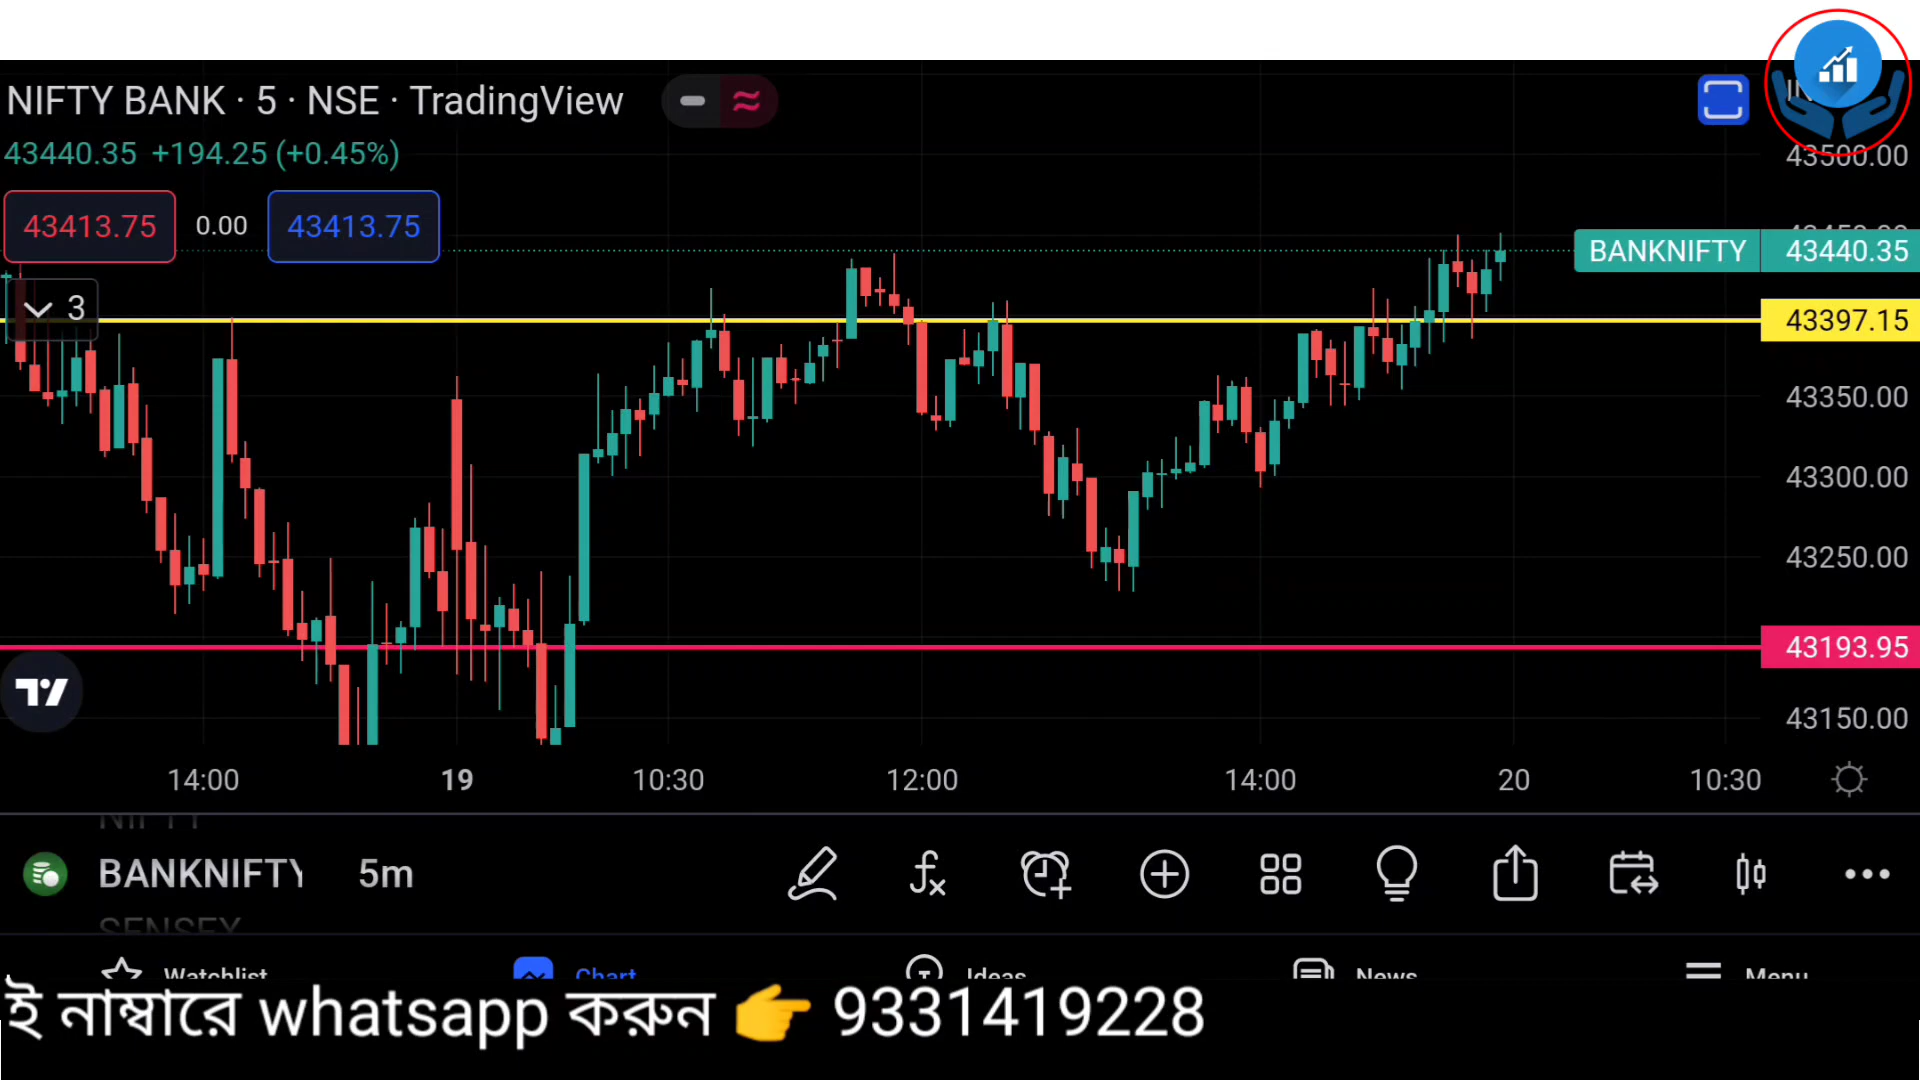 NIFTY BANK · 5 · NSE · TradingView
43440.35 +194.25 (+0.45%)
43413.75 0.00 43413.75
3
43500.00
BANKNIFTY 43440.35
43397.15
43350.00
43300.00
43250.00
43193.95
43150.00
14:00 19 10:30 12:00 14:00 20 10:30
NIFTY
BANKNIFTY 5m
SENSEX
Watchlist Chart Ideas News Menu
ই নাম্বারে whatsapp করুন 👉 9331419228